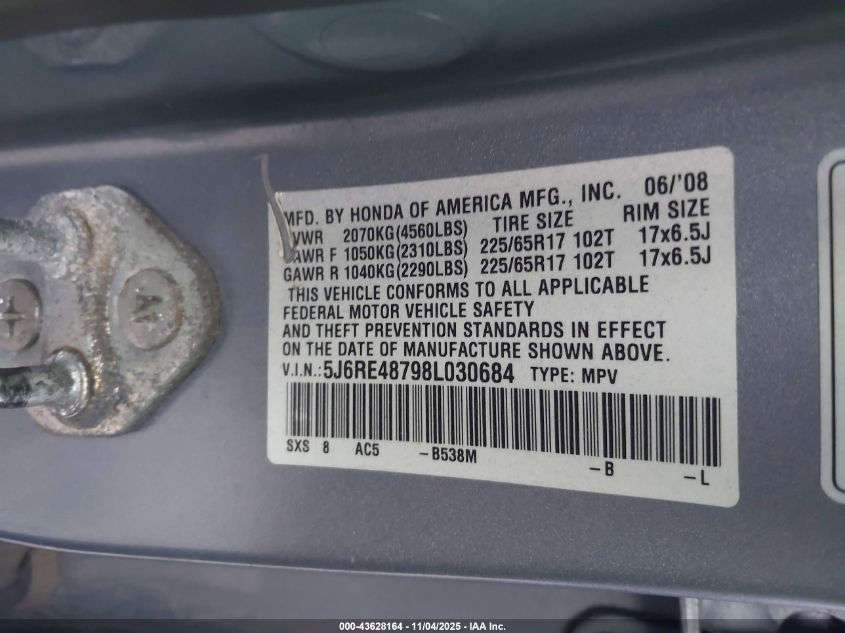 MFD. BY HONDA OF AMERICA MFG., INC. 06/'08
VWR 2070KG(4560LBS) TIRE SIZE RIM SIZE
AWR F 1050KG(2310LBS) 225/65R17 102T 17x6.5J
GAWR R 1040KG(2290LBS) 225/65R17 102T 17x6.5J
THIS VEHICLE CONFORMS TO ALL APPLICABLE
FEDERAL MOTOR VEHICLE SAFETY
AND THEFT PREVENTION STANDARDS IN EFFECT
ON THE DATE OF MANUFACTURE SHOWN ABOVE.
V.I.N.:5J6RE48798L030684 TYPE: MPV
SXS 8 AC5 -B538M -B -L
000-43628164 - 11/04/2025 - IAA Inc.